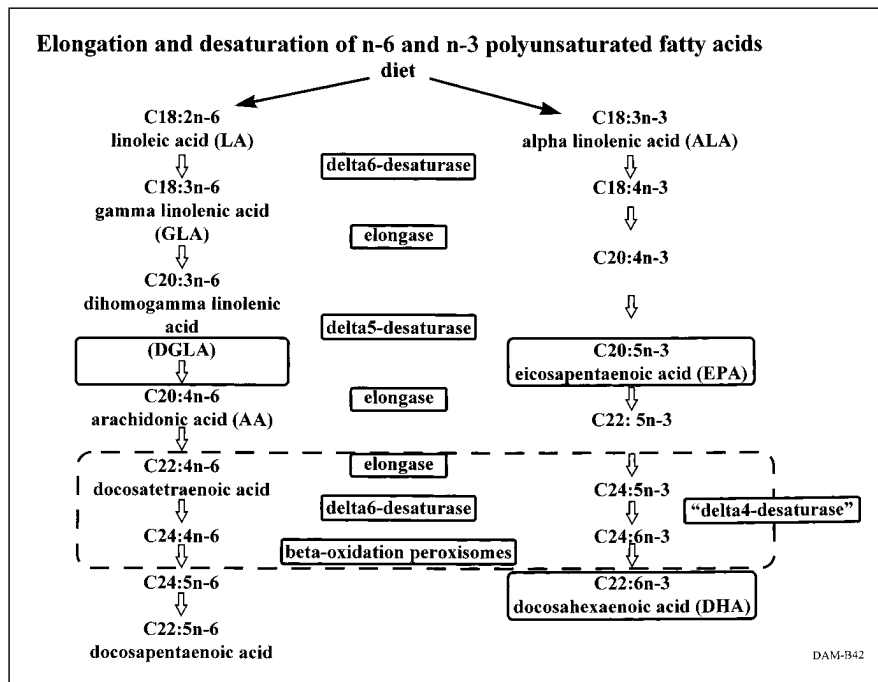 Elongation and desaturation of n-6 and n-3 polyunsaturated fatty acids
diet
C18:2n-6
linoleic acid (LA)
C18:3n-6
gamma linolenic acid
(GLA)
C20:3n-6
dihomogamma linolenic
acid
(DGLA)
C20:4n-6
arachidonic acid (AA)
C22:4n-6
docosatetraenoic acid
C24:4n-6
C24:5n-6
C22:5n-6
docosapentaenoic acid
delta6-desaturase
elongase
delta5-desaturase
elongase
elongase
delta6-desaturase
beta-oxidation peroxisomes
C18:3n-3
alpha linolenic acid (ALA)
C18:4n-3
C20:4n-3
C20:5n-3
eicosapentaenoic acid (EPA)
C22: 5n-3
C24:5n-3
C24:6n-3
C22:6n-3
docosahexaenoic acid (DHA)
“delta4-desaturase”
DAM-B42